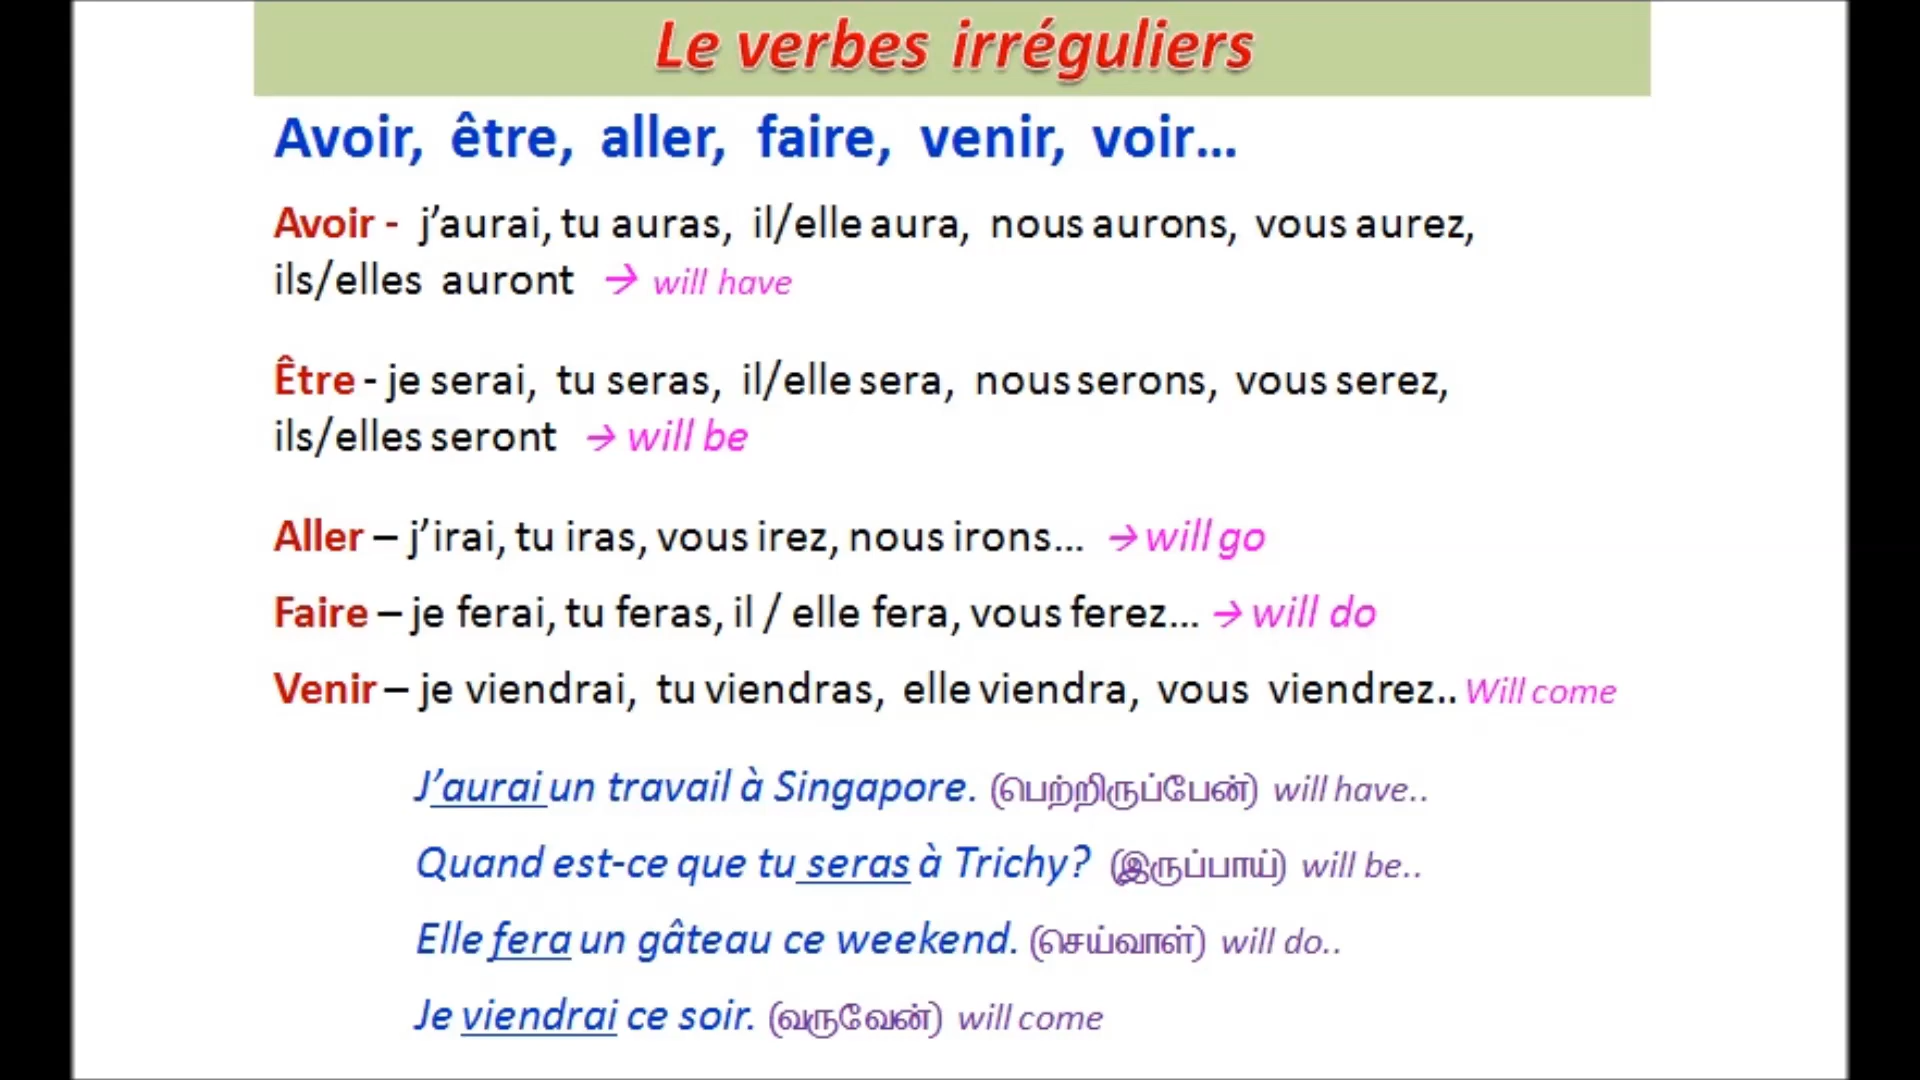 Le verbes irréguliers
Avoir, être, aller, faire, venir, voir...
Avoir - j’aurai, tu auras, il/elle aura, nous aurons, vous aurez,
ils/elles auront → will have
Être - je serai, tu seras, il/elle sera, nous serons, vous serez,
ils/elles seront → will be
Aller – j’irai, tu iras, vous irez, nous irons... → will go
Faire – je ferai, tu feras, il / elle fera, vous ferez... → will do
Venir – je viendrai, tu viendras, elle viendra, vous viendrez.. Will come
J’aurai un travail à Singapore. (பெற்றிருப்பேன்) will have..
Quand est-ce que tu seras à Trichy? (இருப்பாய்) will be..
Elle fera un gâteau ce weekend. (செய்வாள்) will do..
Je viendrai ce soir. (வருவேன்) will come